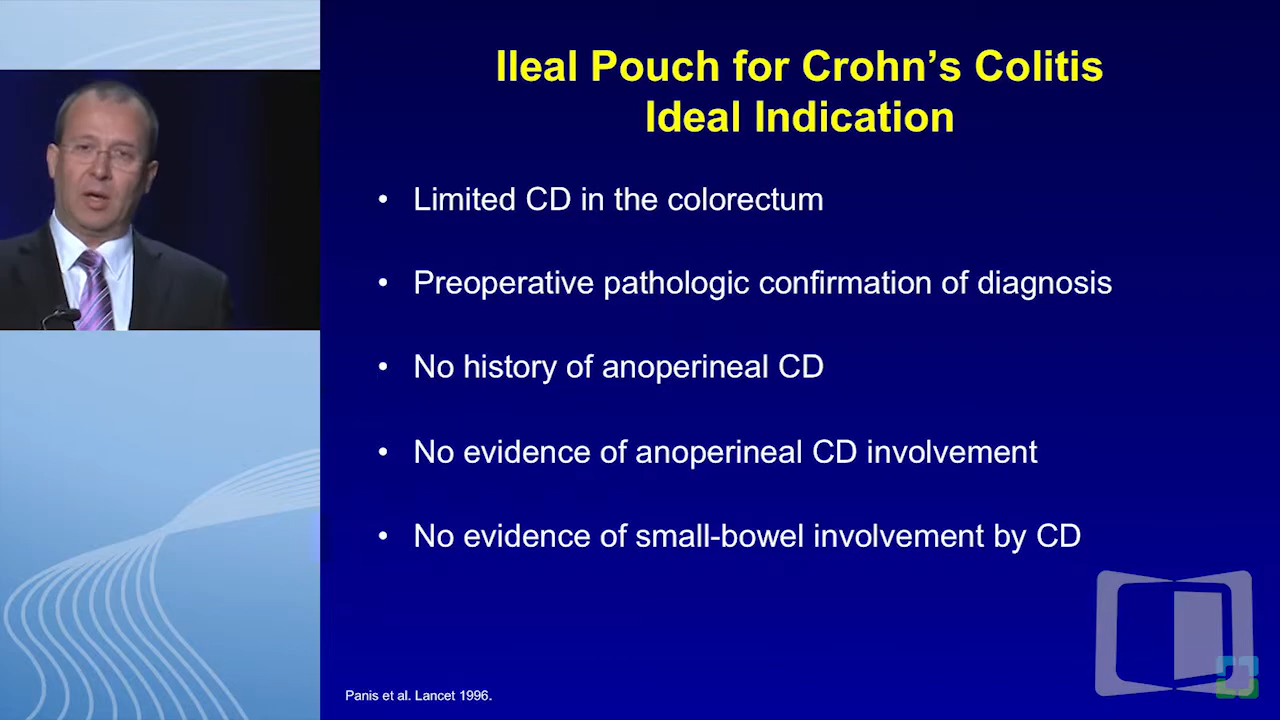 Ileal Pouch for Crohn’s Colitis
Ideal Indication
• Limited CD in the colorectum
• Preoperative pathologic confirmation of diagnosis
• No history of anoperineal CD
• No evidence of anoperineal CD involvement
• No evidence of small-bowel involvement by CD
Panis et al. Lancet 1996.